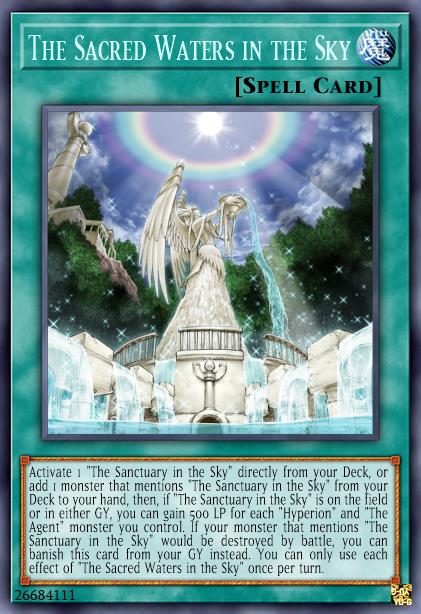 THE SACRED WATERS IN THE SKY 魔
[SPELL CARD]
Activate 1 "The Sanctuary in the Sky" directly from your Deck, or
add 1 monster that mentions "The Sanctuary in the Sky" from your
Deck to your hand, then, if "The Sanctuary in the Sky" is on the field
or in either GY, you can gain 500 LP for each "Hyperion" and "The
Agent" monster you control. If your monster that mentions "The
Sanctuary in the Sky" would be destroyed by battle, you can
banish this card from your GY instead. You can only use each
effect of "The Sacred Waters in the Sky" once per turn.
26684111